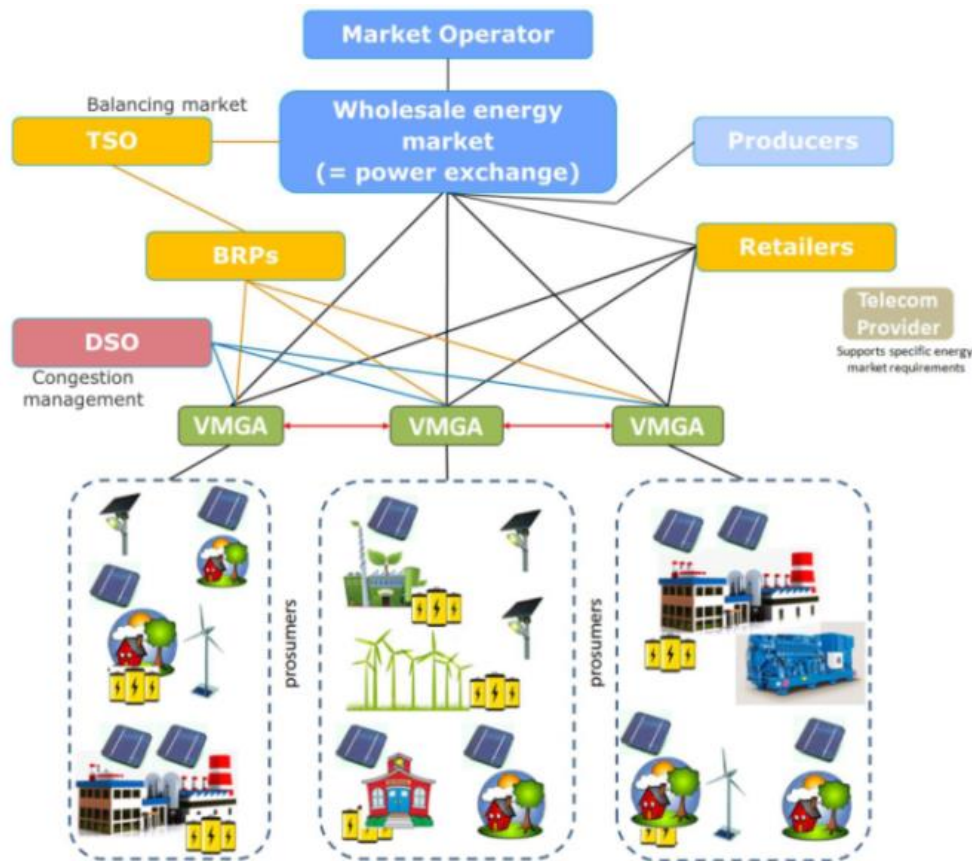 Market Operator
Balancing market
Wholesale energy
market
(= power exchange)
TSO
Producers
BRPs
Retailers
Telecom
Provider
Supports specific energy
market requirements
DSO
Congestion
management
VMGA
VMGA
VMGA
prosumers
prosumers